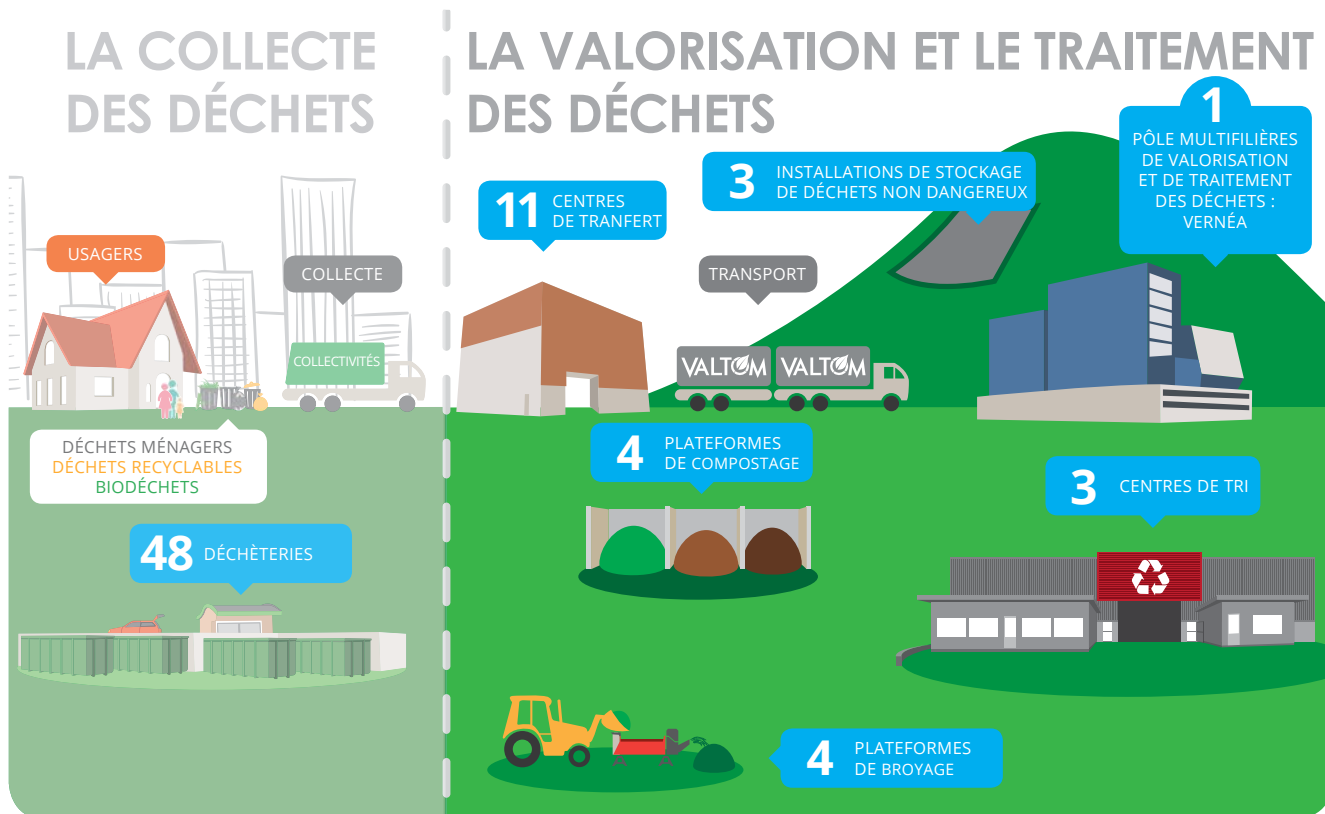 LA COLLECTE
DES DÉCHETS
USAGERS
COLLECTE
COLLECTIVITÉS
DÉCHETS MÉNAGERS
DÉCHETS RECYCLABLES
BIODÉCHETS
48 DÉCHÈTERIES
LA VALORISATION ET LE TRAITEMENT
DES DÉCHETS
11 CENTRES
DE TRANFERT
3 INSTALLATIONS DE STOCKAGE
DE DÉCHETS NON DANGEREUX
1
PÔLE MULTIFILIÈRES
DE VALORISATION
ET DE TRAITEMENT
DES DÉCHETS :
VERNÉA
TRANSPORT
VALTOM VALTOM
4 PLATEFORMES
DE COMPOSTAGE
3 CENTRES DE TRI
4 PLATEFORMES
DE BROYAGE